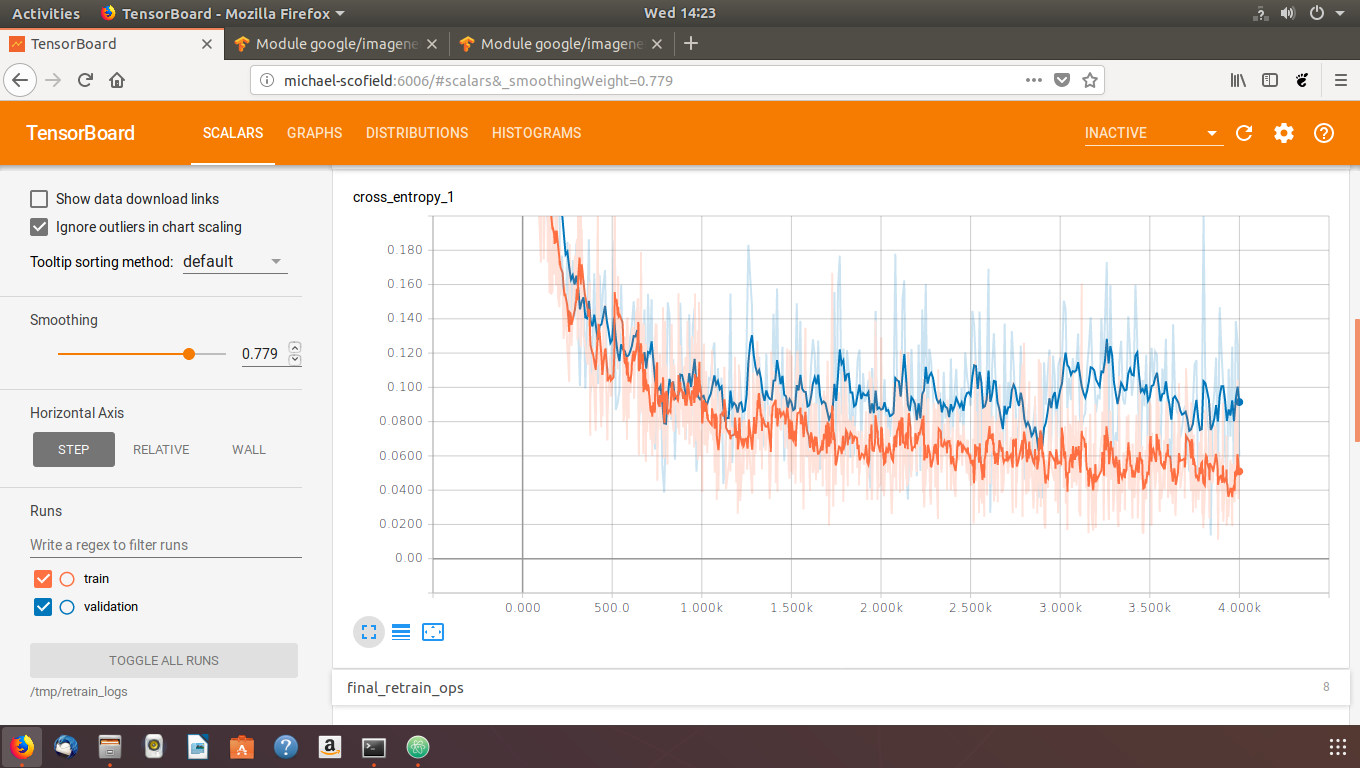 Activities TensorBoard - Mozilla Firefox Wed 14:23
TensorBoard Module google/imagene Module google/imagene
michael-scofield:6006/#scalars&_smoothingWeight=0.779
TensorBoard SCALARS GRAPHS DISTRIBUTIONS HISTOGRAMS INACTIVE
Show data download links
Ignore outliers in chart scaling
Tooltip sorting method: default
Smoothing
0.779
Horizontal Axis
STEP RELATIVE WALL
Runs
Write a regex to filter runs
train
validation
TOGGLE ALL RUNS
/tmp/retrain_logs
cross_entropy_1
0.180
0.160
0.140
0.120
0.100
0.0800
0.0600
0.0400
0.0200
0.00
0.000 500.0 1.000k 1.500k 2.000k 2.500k 3.000k 3.500k 4.000k
final_retrain_ops 8